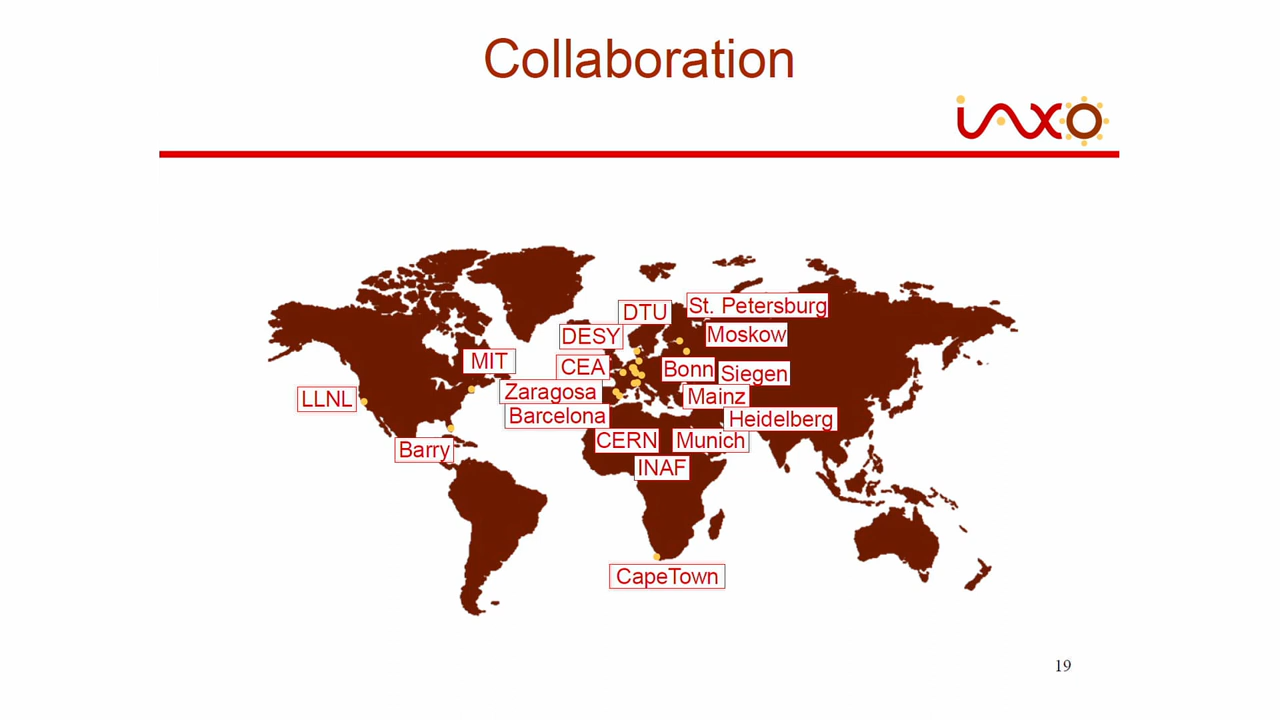 Collaboration
iAXO
DTU
St. Petersburg
DESY
Moskow
MIT
CEA
Bonn
Siegen
LLNL
Zaragosa
Mainz
Barcelona
Heidelberg
Barry
CERN
Munich
INAF
CapeTown
19